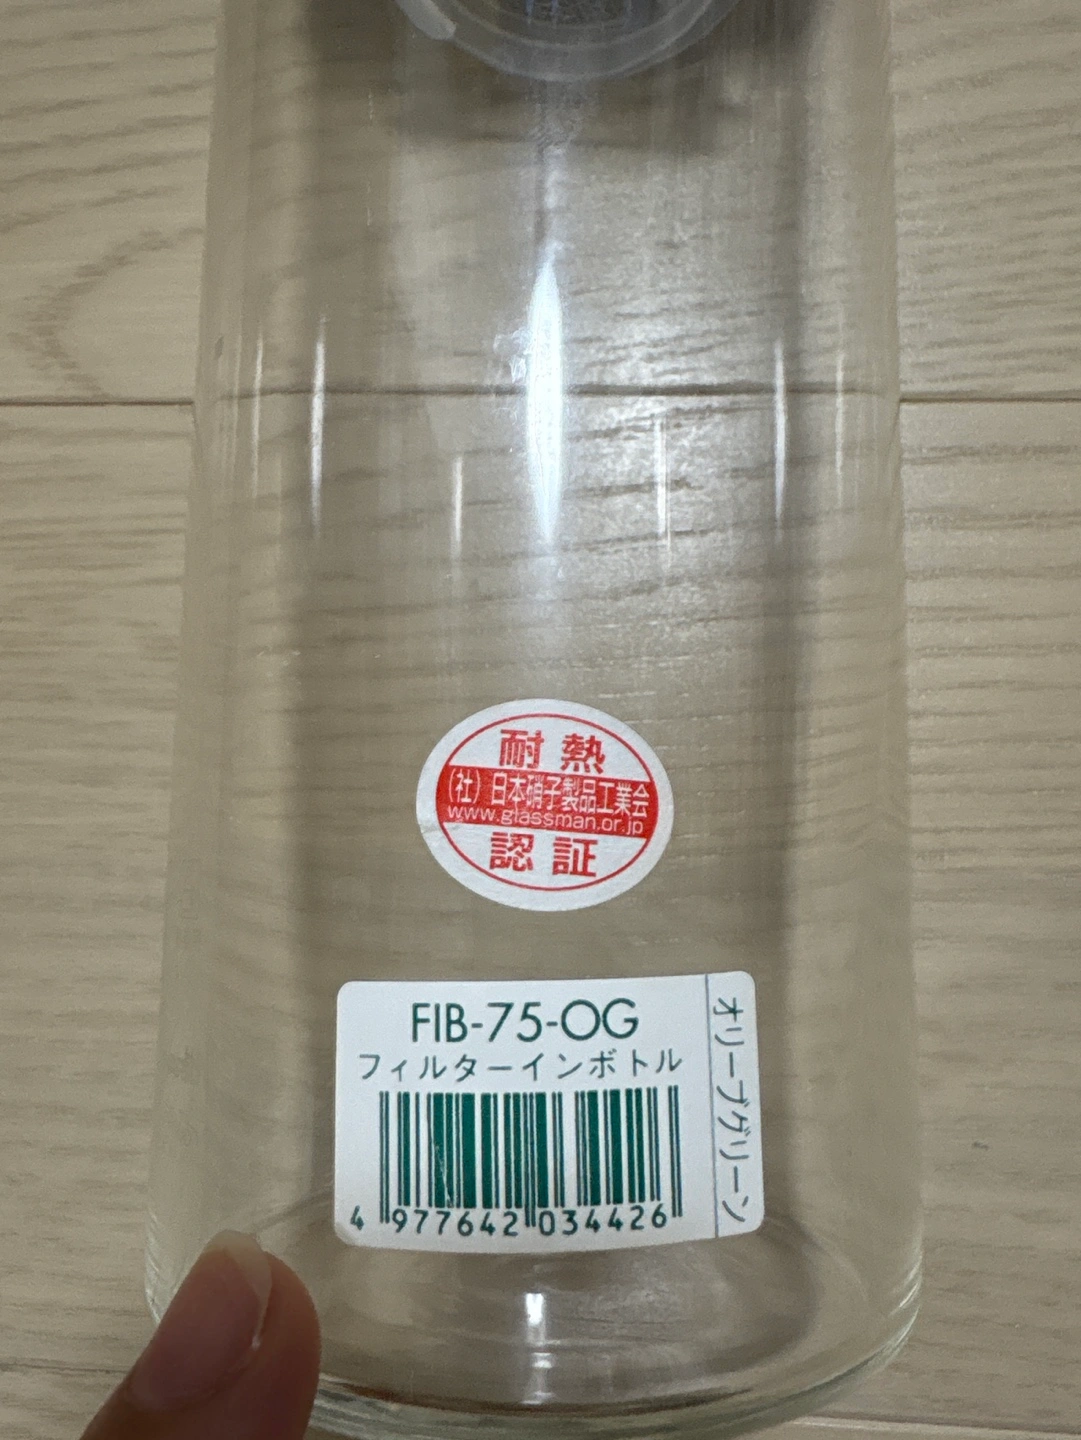 耐熱
(社)日本硝子製品工業会
www.glassman.or.jp
認証
FIB-75-OG
フィルターインボトル
4 977642 034426
オリーブグリーン